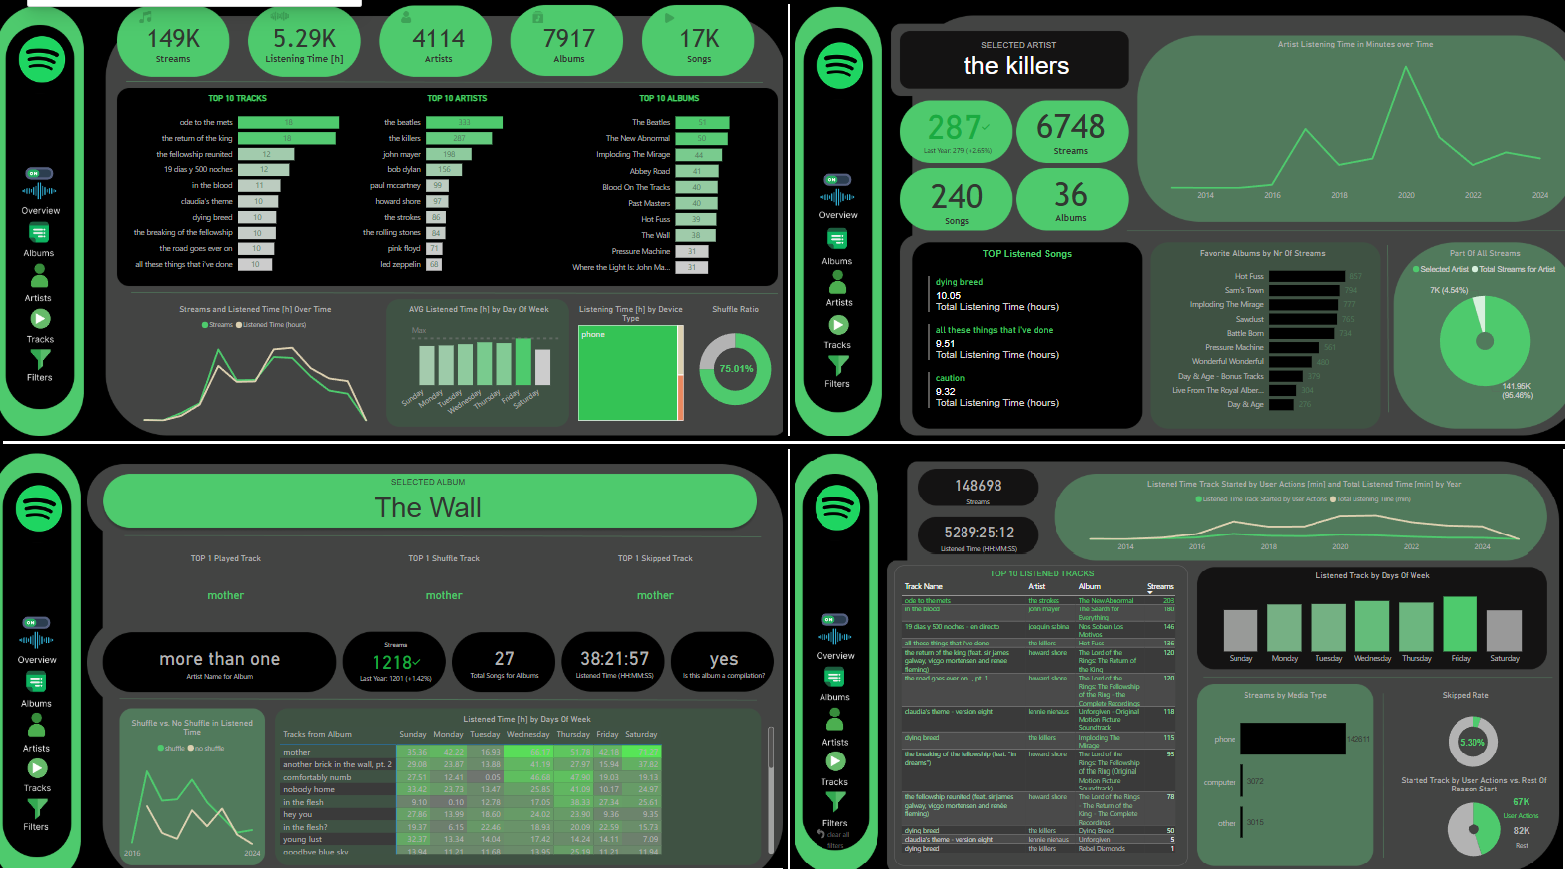 149K
Streams
5.29K
Listening Time [h]
4114
Artists
7917
Albums
17K
Songs
ON
Overview
Albums
Artists
Tracks
Filters
TOP 10 TRACKS
ode to the mets 18
the return of the king 18
the fellowship reunited 12
19 dias y 500 noches 12
in the blood 11
claudia's theme 10
dying breed 10
the breaking of the fellowship 10
the road goes ever on 10
all these things that i've done 10
TOP 10 ARTISTS
the beatles 333
the killers 287
john mayer 198
bob dylan 156
paul mccartney 99
howard shore 97
the strokes 86
the rolling stones 84
pink floyd 71
led zeppelin 68
TOP 10 ALBUMS
The Beatles 51
The New Abnormal 50
Imploding The Mirage 44
Abbey Road 41
Blood On The Tracks 40
Past Masters 40
Hot Fuss 39
The Wall 38
Pressure Machine 31
Where the Light Is: John Ma... 31
Streams and Listened Time [h] Over Time
Streams Listened Time (hours)
AVG Listened Time [h] by Day Of Week
Max
Sunday
Monday
Tuesday
Wednesday
Thursday
Friday
Saturday
Listening Time [h] by Device
Type
phone
Shuffle Ratio
75.01%
SELECTED ARTIST
the killers
287
Last Year: 279 (+2.65%)
6748
Streams
240
Songs
36
Albums
ON
Overview
Albums
Artists
Tracks
Filters
Artist Listening Time in Minutes over Time
2014 2016 2018 2020 2022 2024
TOP Listened Songs
dying breed
10.05
Total Listening Time (hours)
all these things that i've done
9.51
Total Listening Time (hours)
caution
9.32
Total Listening Time (hours)
Favorite Albums by Nr Of Streams
Hot Fuss 857
Sam's Town 794
Imploding The Mirage 777
Sawdust 765
Battle Born 734
Pressure Machine 561
Wonderful Wonderful 480
Day & Age - Bonus Tracks 379
Live From The Royal Alber... 304
Day & Age 276
Part Of All Streams
Selected Artist Total Streams for Artist
7K (4.54%)
141.95K
(95.46%)
SELECTED ALBUM
The Wall
TOP 1 Played Track
mother
TOP 1 Shuffle Track
mother
TOP 1 Skipped Track
mother
ON
Overview
Albums
Artists
Tracks
Filters
more than one
Artist Name for Album
Streams
1218
Last Year: 1201 (+1.42%)
27
Total Songs for Albums
38:21:57
Listened Time (HH:MM:SS)
yes
Is this album a compilation?
Shuffle vs. No Shuffle in Listened
Time
shuffle no shuffle
2016 2024
Listened Time [h] by Days Of Week
Tracks from Album Sunday Monday Tuesday Wednesday Thursday Friday Saturday
mother 35.36 42.22 16.93 51.78 42.18
another brick in the wall, pt. 2 29.08 23.87 13.88 41.19 27.97 15.94 37.82
comfortably numb 27.51 12.41 0.05 46.68 47.90 19.03 19.13
nobody home 33.42 23.73 13.47 25.85 41.09 10.17 24.97
in the flesh 9.10 0.10 12.78 17.05 38.33 27.34 25.61
hey you 27.86 13.99 18.60 24.02 23.90 9.36 9.35
in the flesh? 19.37 6.15 22.46 18.93 20.09 22.59 15.73
young lust 32.37 13.34 14.04 17.42 14.24 14.11 7.09
goodbye blue sky 13.94 11.21 11.68 13.95 25.19 11.21 11.94
148698
Streams
5289:25:12
Listened Time (HH:MM:SS)
ON
Overview
Albums
Artists
Tracks
Filters
clear all
filters
Listenef Time Track Started by User Actions [min] and Total Listened Time [min] by Year
Listened Time Track Started by User Actions Total Listening Time (min)
2014 2016 2018 2020 2022 2024
TOP 10 LISTENED TRACKS
Track Name Artist Album Streams
ode to the mets the strokes The New Abnormal 203
in the blood john mayer The Search for
Everything 180
19 dias y 500 noches - en directo joaquin sabina Nos Sobran Los
Motivos 146
all these things that i've done the killers Hot Fuss 136
the return of the king (feat. sir james
galway, viggo mortensen and renee
fleming) howard shore The Lord of the
Rings: The Return of
the King 120
the road goes ever on..., pt. 1 howard shore The Lord of the
Rings: The Fellowship
of the Ring - the
Complete Recordings 120
claudia's theme - version eight lennie niehaus Unforgiven - Original
Motion Picture
Soundtrack 118
dying breed the killers Imploding The
Mirage 115
the breaking of the fellowship (feat. "in
dreams") howard shore The Lord of the
Rings: The Fellowship
of the Ring (Original
Motion Picture
Soundtrack) 95
the fellowship reunited (feat. sir james
galway, viggo mortensen and renée
fleming) howard shore The Lord of the Rings
- The Return of the
King - The Complete
Recordings 78
dying breed the killers Dying Breed 50
claudia's theme - version eight lennie niehaus Unforgiven 5
dying breed the killers Rebel Diamonds 1
Listened Track by Days Of Week
Sunday Monday Tuesday Wednesday Thursday Friday Saturday
Streams by Media Type
phone 142611
computer 3072
other 3015
Skipped Rate
5.30%
Started Track by User Actions vs. Rest Of
Reason Start
67K
User Actions
82K
Rest